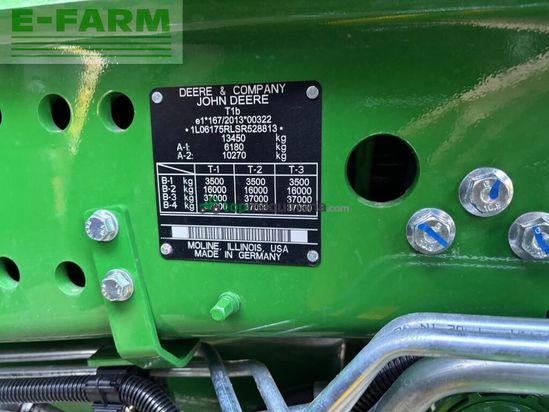 E-FARM
DEERE & COMPANY
JOHN DEERE
T1b
e1*167/2013*00322
*1L06175RLSR528813*
13450 kg
A-1: 6180 kg
A-2: 10270 kg
T-1 T-2 T-3
B-1 kg 3500 3500 3500
B-2 kg 16000 16000 16000
B-3 kg 37000 37000 37000
B-4 kg 37000
MOLINE, ILLINOIS, USA
MADE IN GERMANY